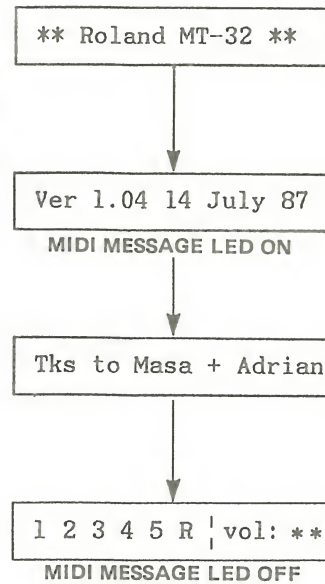 ** Roland MT-32 **
Ver 1.04 14 July 87
MIDI MESSAGE LED ON
Tks to Masa + Adrian
1 2 3 4 5 R ¦ vol: **
MIDI MESSAGE LED OFF